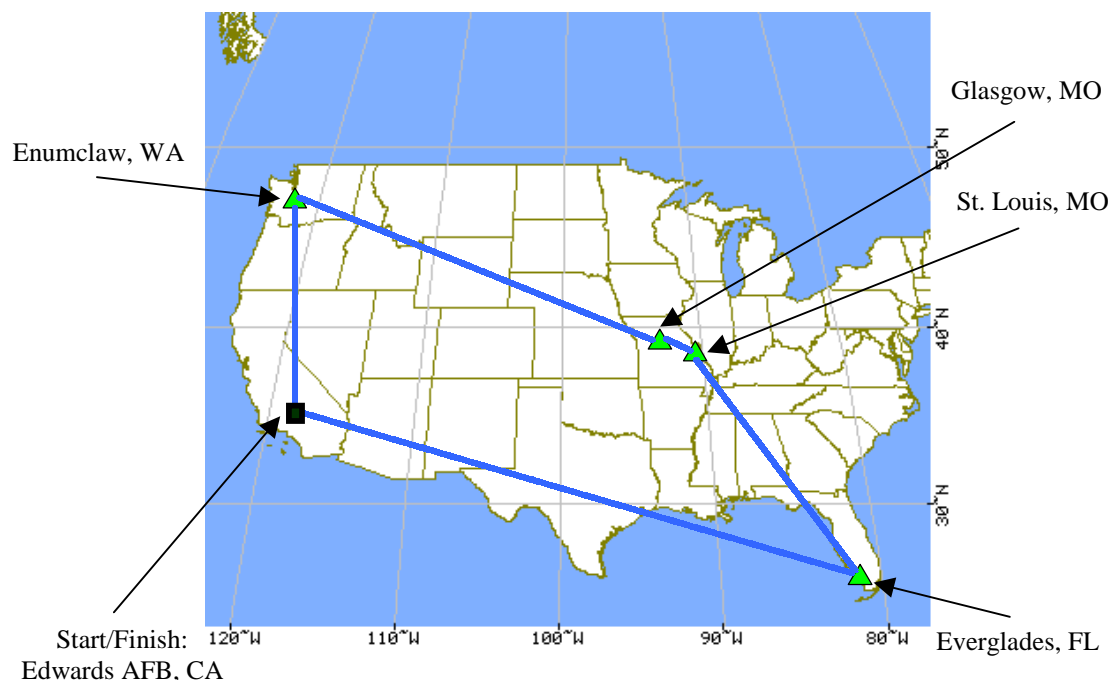 Glasgow, MO
Enumclaw, WA
50~N
St. Louis, MO
40~N
30~N
120~W
110~W
100~W
90~W
80~W
Start/Finish:
Edwards AFB, CA
Everglades, FL